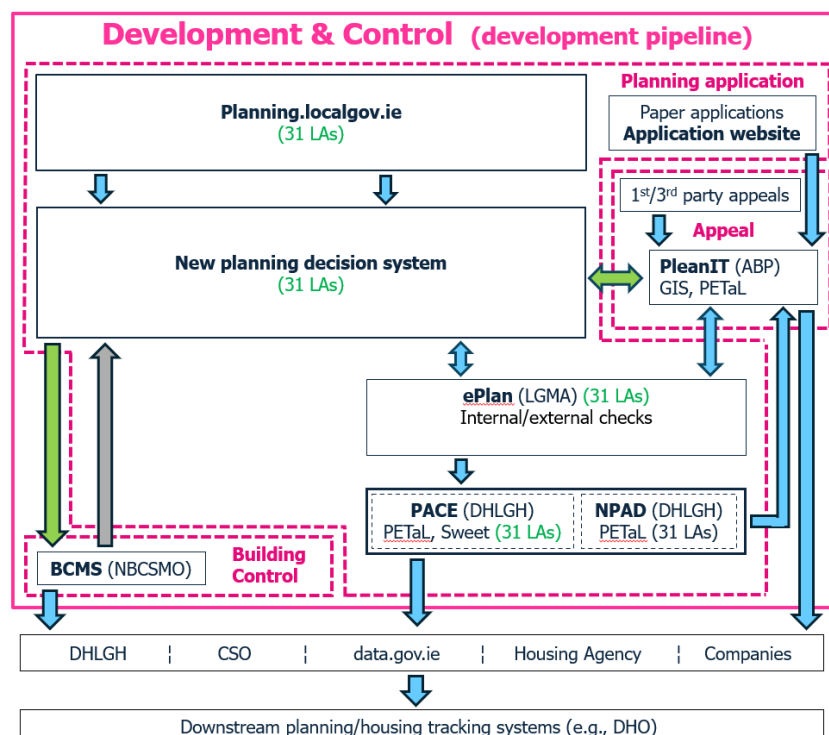 Development & Control (development pipeline)
Planning.localgov.ie
(31 LAs)
Planning application
Paper applications
Application website
1st/3rd party appeals
Appeal
New planning decision system
(31 LAs)
PleanIT (ABP)
GIS, PETaL
ePlan (LGMA) (31 LAs)
Internal/external checks
PACE (DHLGH)
PETaL, Sweet (31 LAs)
NPAD (DHLGH)
PETaL (31 LAs)
BCMS (NBCSMO)
Building
Control
DHLGH ¦ CSO ¦ data.gov.ie ¦ Housing Agency ¦ Companies
Downstream planning/housing tracking systems (e.g., DHO)